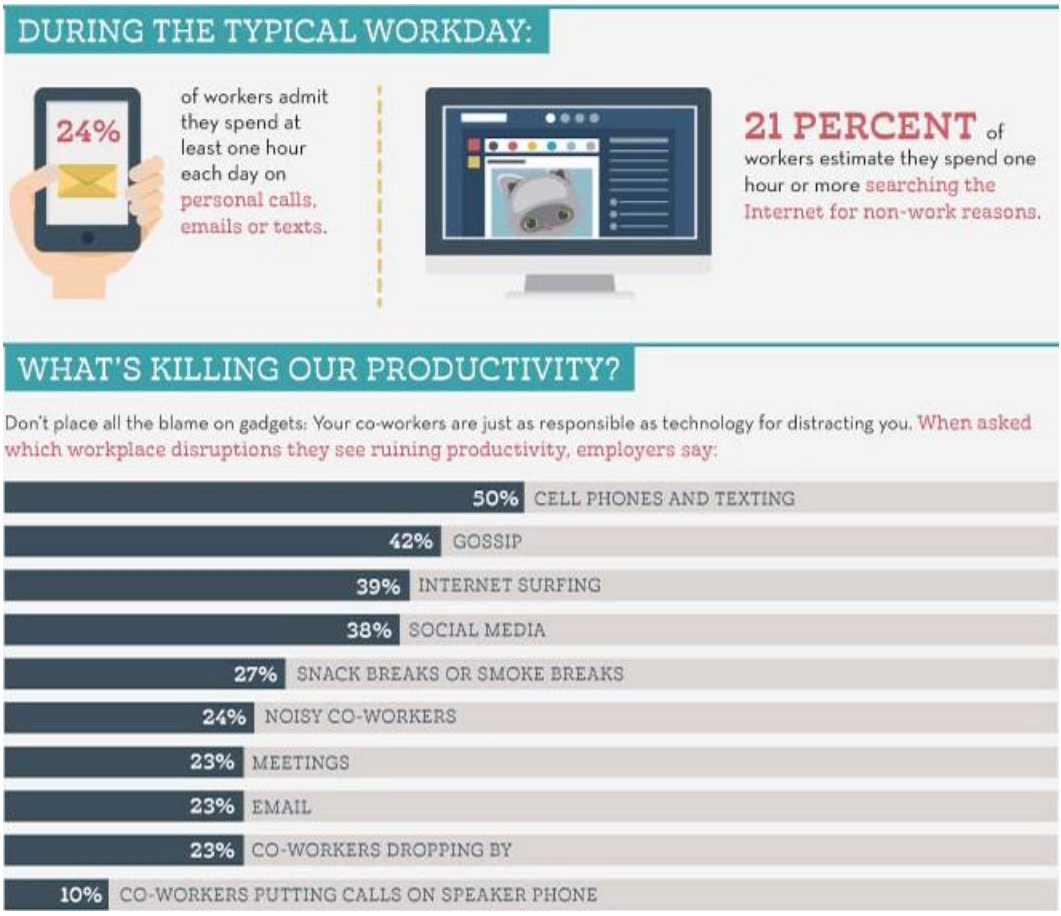 DURING THE TYPICAL WORKDAY:
24%
of workers admit
they spend at
least one hour
each day on
personal calls,
emails or texts.
21 PERCENT of
workers estimate they spend one
hour or more searching the
Internet for non-work reasons.
WHAT'S KILLING OUR PRODUCTIVITY?
Don't place all the blame on gadgets: Your co-workers are just as responsible as technology for distracting you. When asked
which workplace disruptions they see ruining productivity, employers say:
50% CELL PHONES AND TEXTING
42% GOSSIP
39% INTERNET SURFING
38% SOCIAL MEDIA
27% SNACK BREAKS OR SMOKE BREAKS
24% NOISY CO-WORKERS
23% MEETINGS
23% EMAIL
23% CO-WORKERS DROPPING BY
10% CO-WORKERS PUTTING CALLS ON SPEAKER PHONE